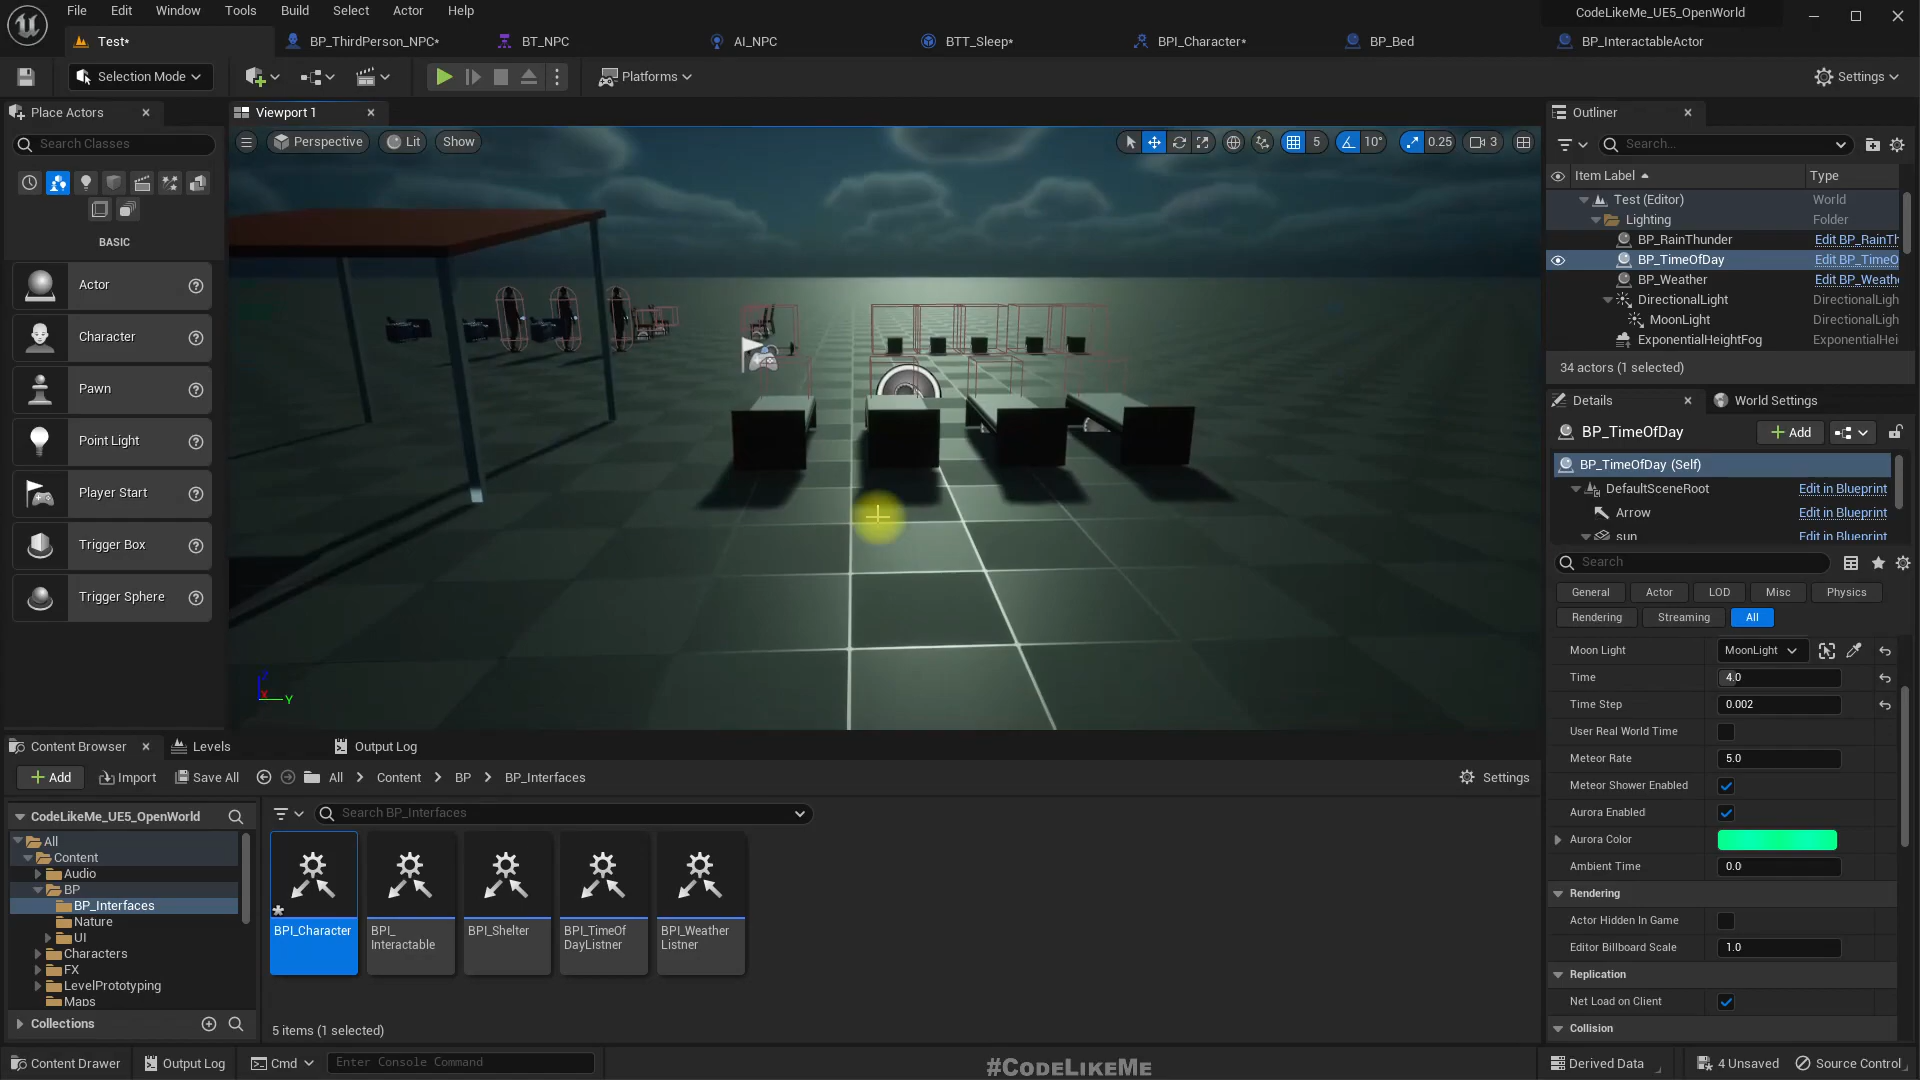 File Edit Window Tools Build Select Actor Help
CodeLikeMe_UE5_OpenWorld
Test* BP_ThirdPerson_NPC* BT_NPC AI_NPC BTT_Sleep* BPI_Character* BP_Bed BP_InteractableActor
Selection Mode Platforms Settings
Place Actors Viewport 1 Outliner
Search Classes
Perspective Lit Show 5 10° 0.25 3
Search...
Item Label Type
Test (Editor) World
Lighting Folder
BP_RainThunder Edit BP_RainTh
BP_TimeOfDay Edit BP_TimeO
BP_Weather Edit BP_Weathe
DirectionalLight DirectionalLigh
MoonLight DirectionalLigh
ExponentialHeightFog ExponentialHei
34 actors (1 selected)
BASIC
Actor
Character
Pawn
Point Light
Player Start
Trigger Box
Trigger Sphere
Z
X
Y
Details World Settings
BP_TimeOfDay Add
BP_TimeOfDay (Self)
DefaultSceneRoot Edit in Blueprint
Arrow Edit in Blueprint
sun Edit in Blueprint
Search
General Actor LOD Misc Physics
Rendering Streaming All
Moon Light MoonLight
Time 4.0
Time Step 0.002
User Real World Time
Meteor Rate 5.0
Meteor Shower Enabled
Aurora Enabled
Aurora Color
Ambient Time 0.0
Rendering
Actor Hidden In Game
Editor Billboard Scale 1.0
Replication
Net Load on Client
Collision
Content Browser Levels Output Log
Add Import Save All All Content BP BP_Interfaces Settings
CodeLikeMe_UE5_OpenWorld
Search BP_Interfaces
All
Content
Audio
BP
BP_Interfaces
Nature
UI
Characters
FX
LevelPrototyping
Maps
Collections
BPI_Character
BPI_
Interactable
BPI_Shelter
BPI_TimeOf
DayListner
BPI_Weather
Listner
5 items (1 selected)
Content Drawer Output Log Cmd Enter Console Command
#CodeLikeMe
Derived Data 4 Unsaved Source Control